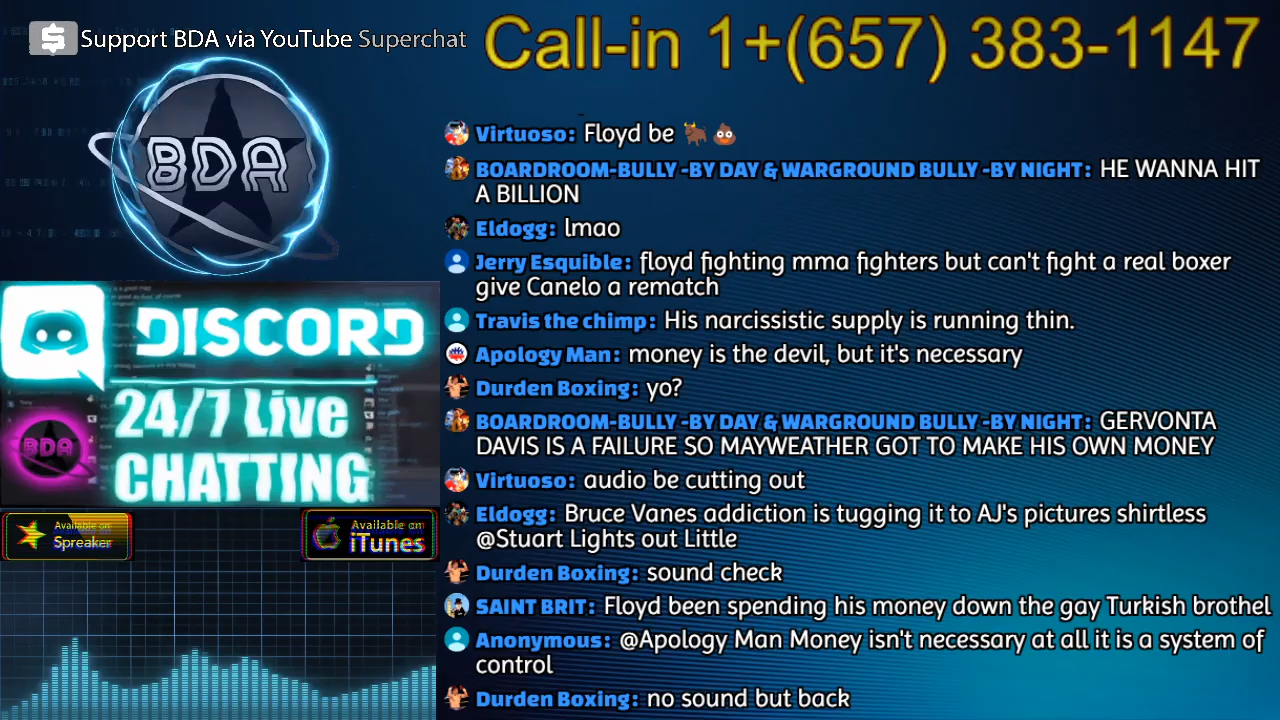 Support BDA via YouTube Superchat
Call-in 1+(657) 383-1147
BDA
Virtuoso: Floyd be 🐂 💩
BOARDROOM-BULLY -BY DAY & WARGROUND BULLY -BY NIGHT: HE WANNA HIT
A BILLION
Eldogg: lmao
Jerry Esquible: floyd fighting mma fighters but can't fight a real boxer
give Canelo a rematch
Travis the chimp: His narcissistic supply is running thin.
Apology Man: money is the devil, but it's necessary
Durden Boxing: yo?
BOARDROOM-BULLY -BY DAY & WARGROUND BULLY -BY NIGHT: GERVONTA
DAVIS IS A FAILURE SO MAYWEATHER GOT TO MAKE HIS OWN MONEY
Virtuoso: audio be cutting out
Eldogg: Bruce Vanes addiction is tugging it to AJ's pictures shirtless
@Stuart Lights out Little
Durden Boxing: sound check
SAINT BRIT: Floyd been spending his money down the gay Turkish brothel
Anonymous: @Apology Man Money isn't necessary at all it is a system of
control
Durden Boxing: no sound but back
DISCORD
24/7 Live
CHATTING
BDA
Available on
Spreaker
Available on
iTunes